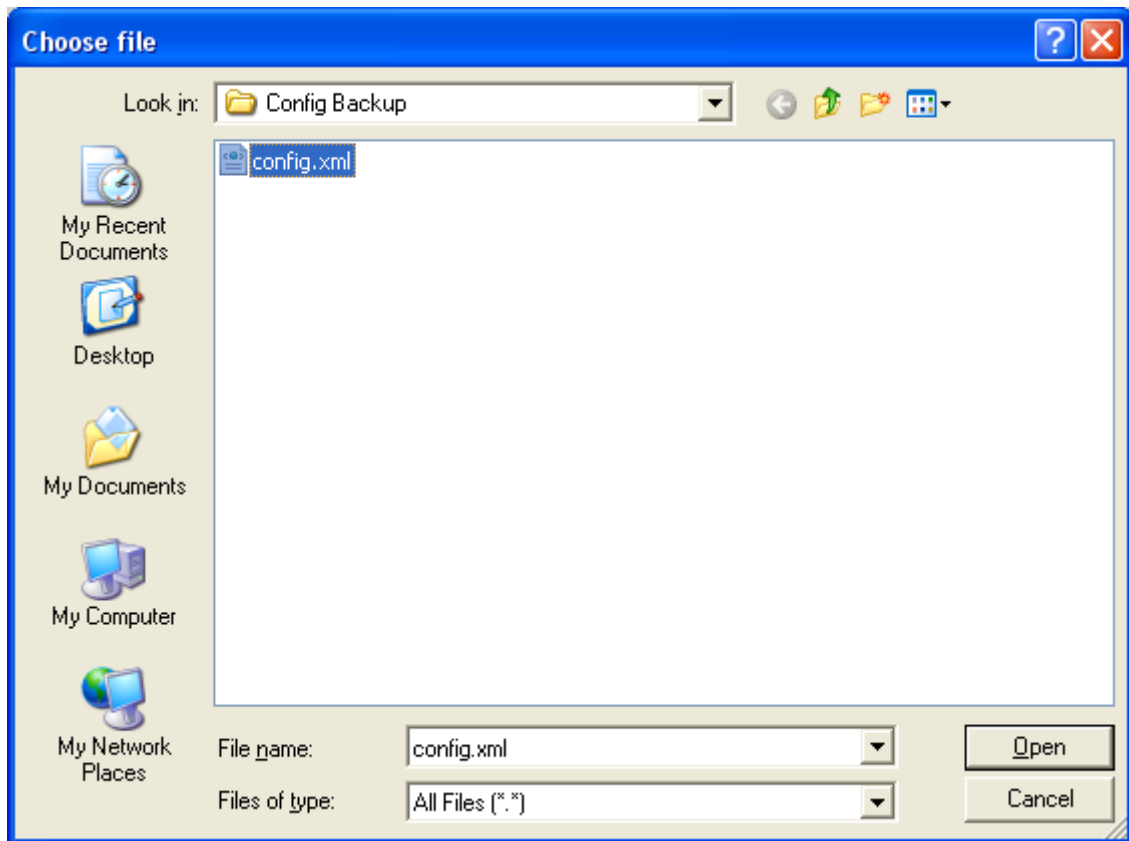 Choose file
Look in:
Config Backup
config.xml
My Recent
Documents
Desktop
My Documents
My Computer
My Network
Places
File name:
config.xml
Open
Files of type:
All Files (*.*)
Cancel